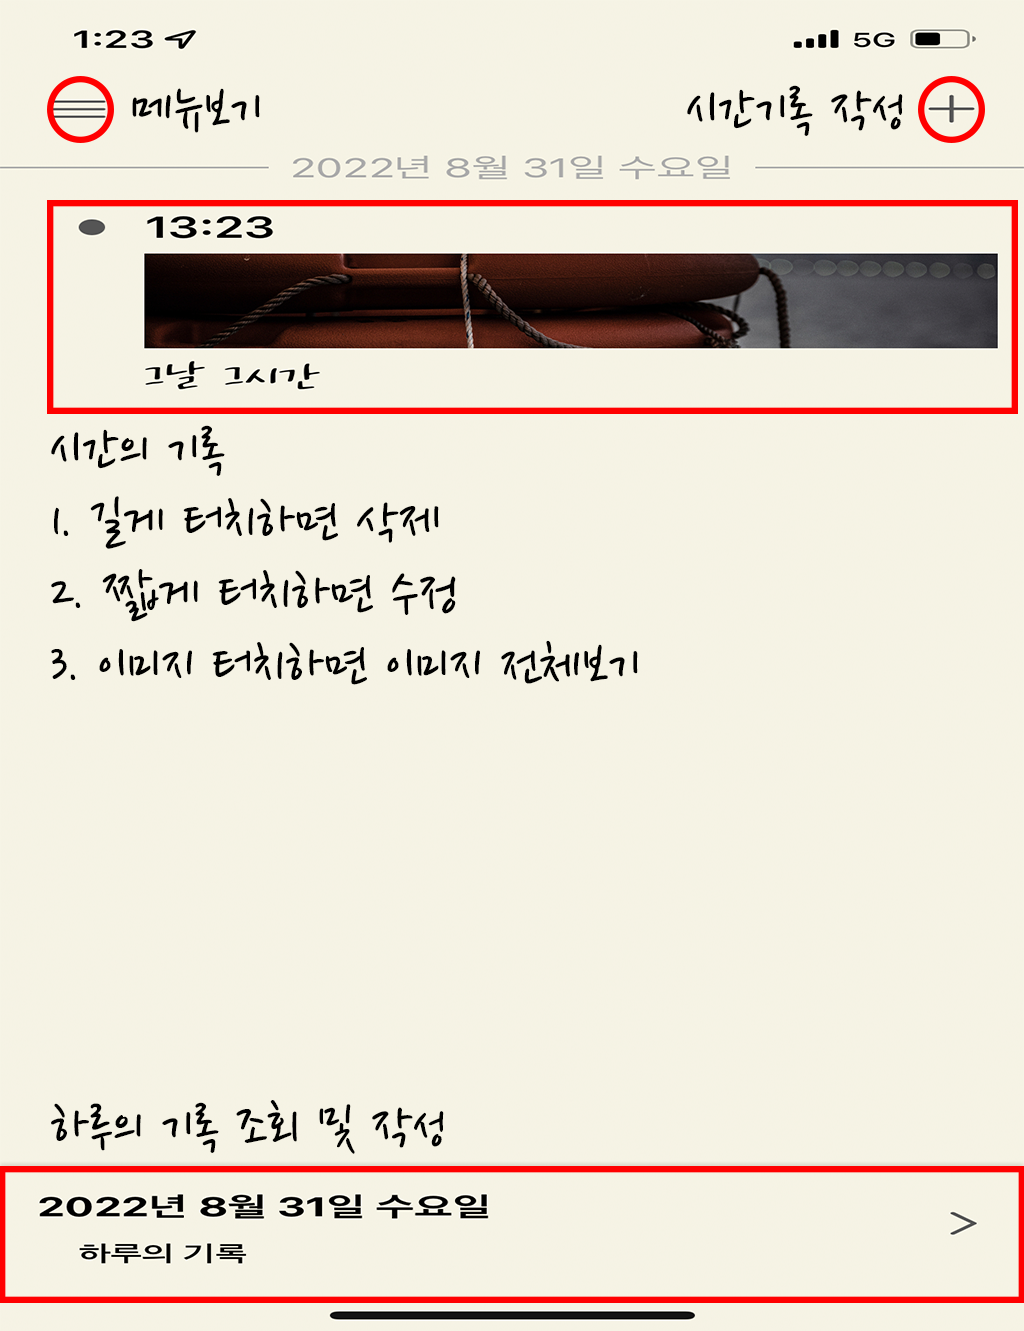 1:23 5G
메뉴보기 시간기록 작성
2022년 8월 31일 수요일
13:23
그날 그시간
시간의 기록
1. 길게 터치하면 삭제
2. 짧게 터치하면 수정
3. 이미지 터치하면 이미지 전체보기
하루의 기록 조회 및 작성
2022년 8월 31일 수요일 >
하루의 기록